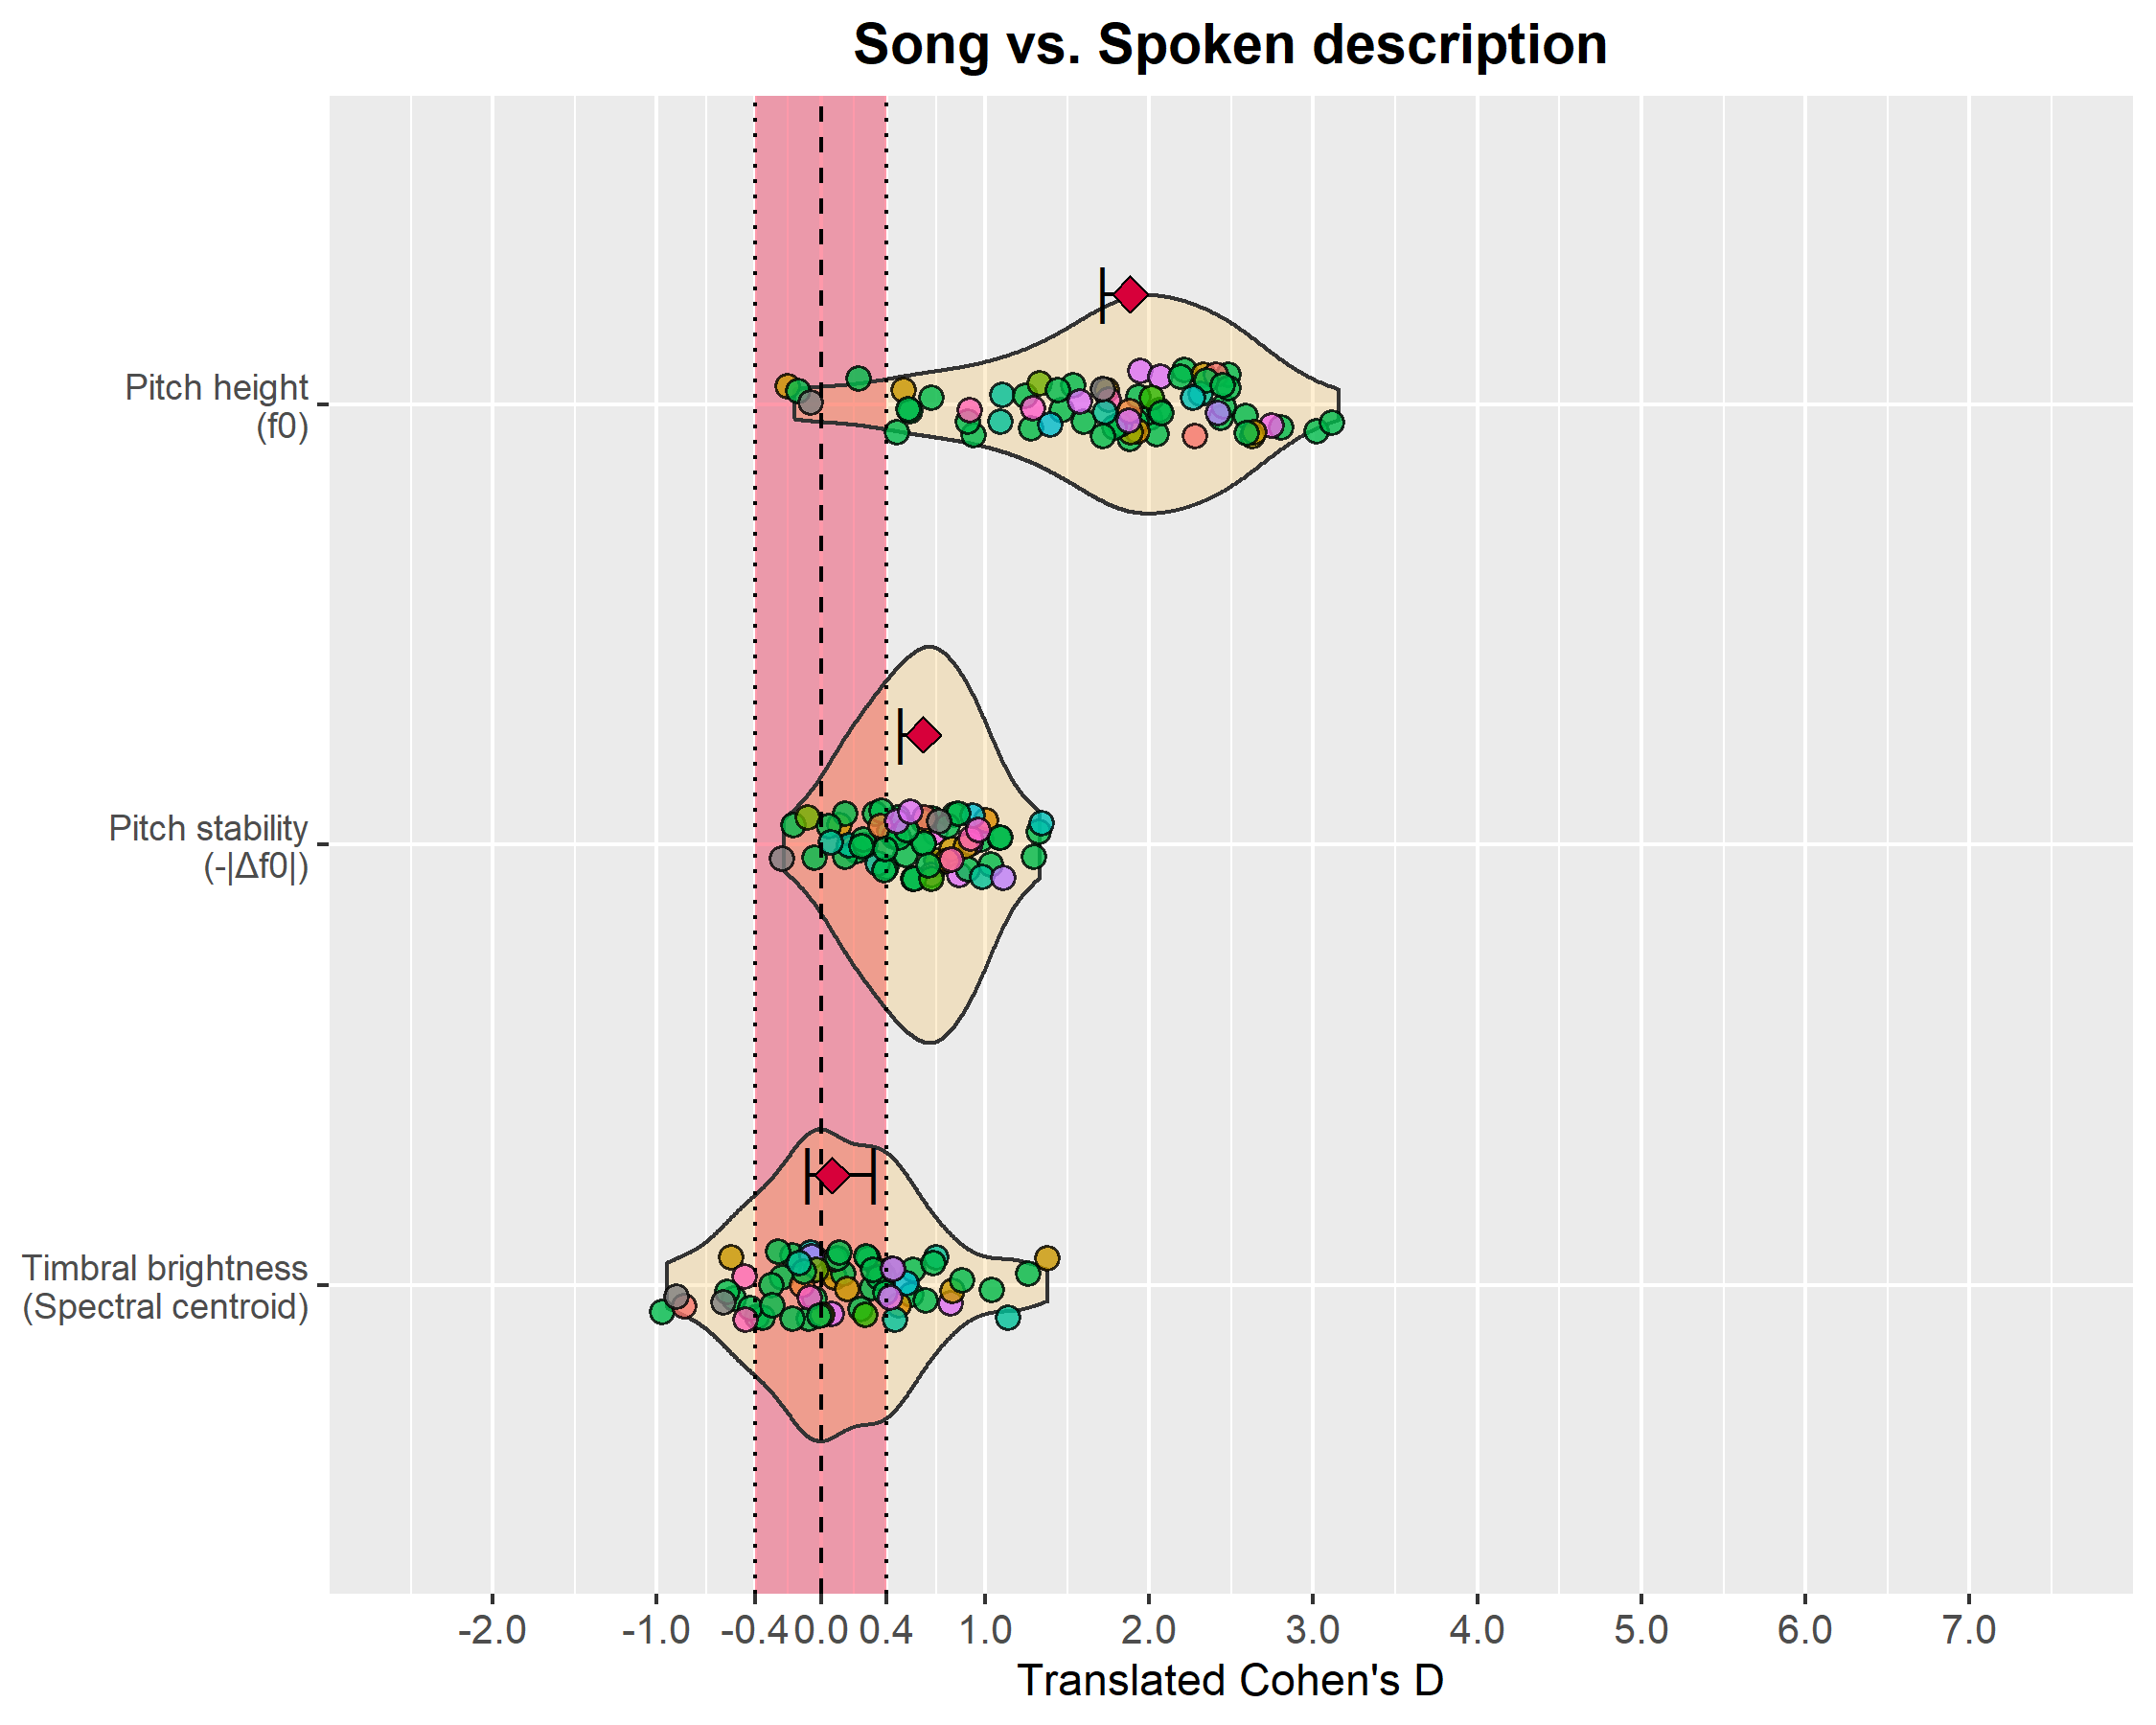 Song vs. Spoken description
Pitch height
(f0)
Pitch stability
(-|Δf0|)
Timbral brightness
(Spectral centroid)
-2.0 -1.0 -0.4 0.0 0.4 1.0 2.0 3.0 4.0 5.0 6.0 7.0
Translated Cohen's D